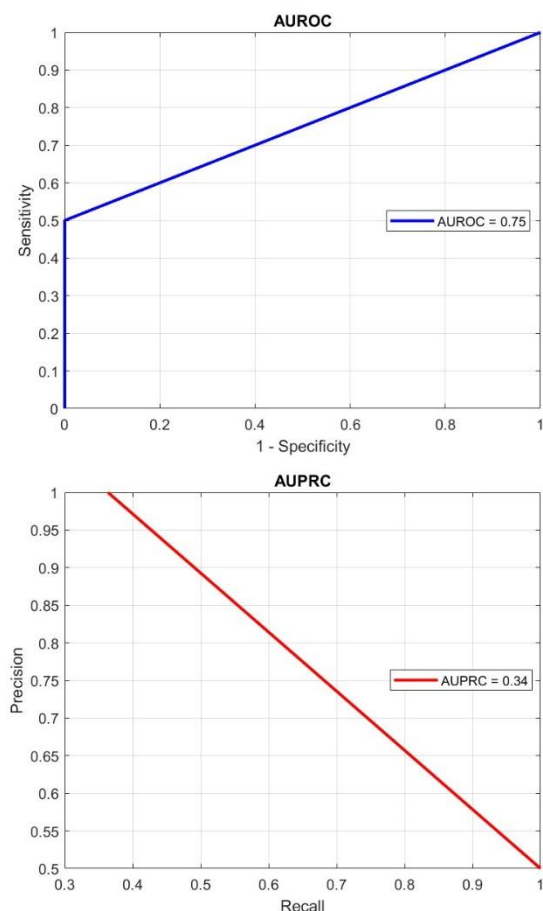 AUROC
1
0.9
0.8
0.7
0.6
0.5
0.4
0.3
0.2
0.1
0
Sensitivity
AUROC = 0.75
0 0.2 0.4 0.6 0.8 1
1 - Specificity
AUPRC
1
0.95
0.9
0.85
0.8
0.75
0.7
0.65
0.6
0.55
0.5
Precision
AUPRC = 0.34
0.3 0.4 0.5 0.6 0.7 0.8 0.9 1
Recall